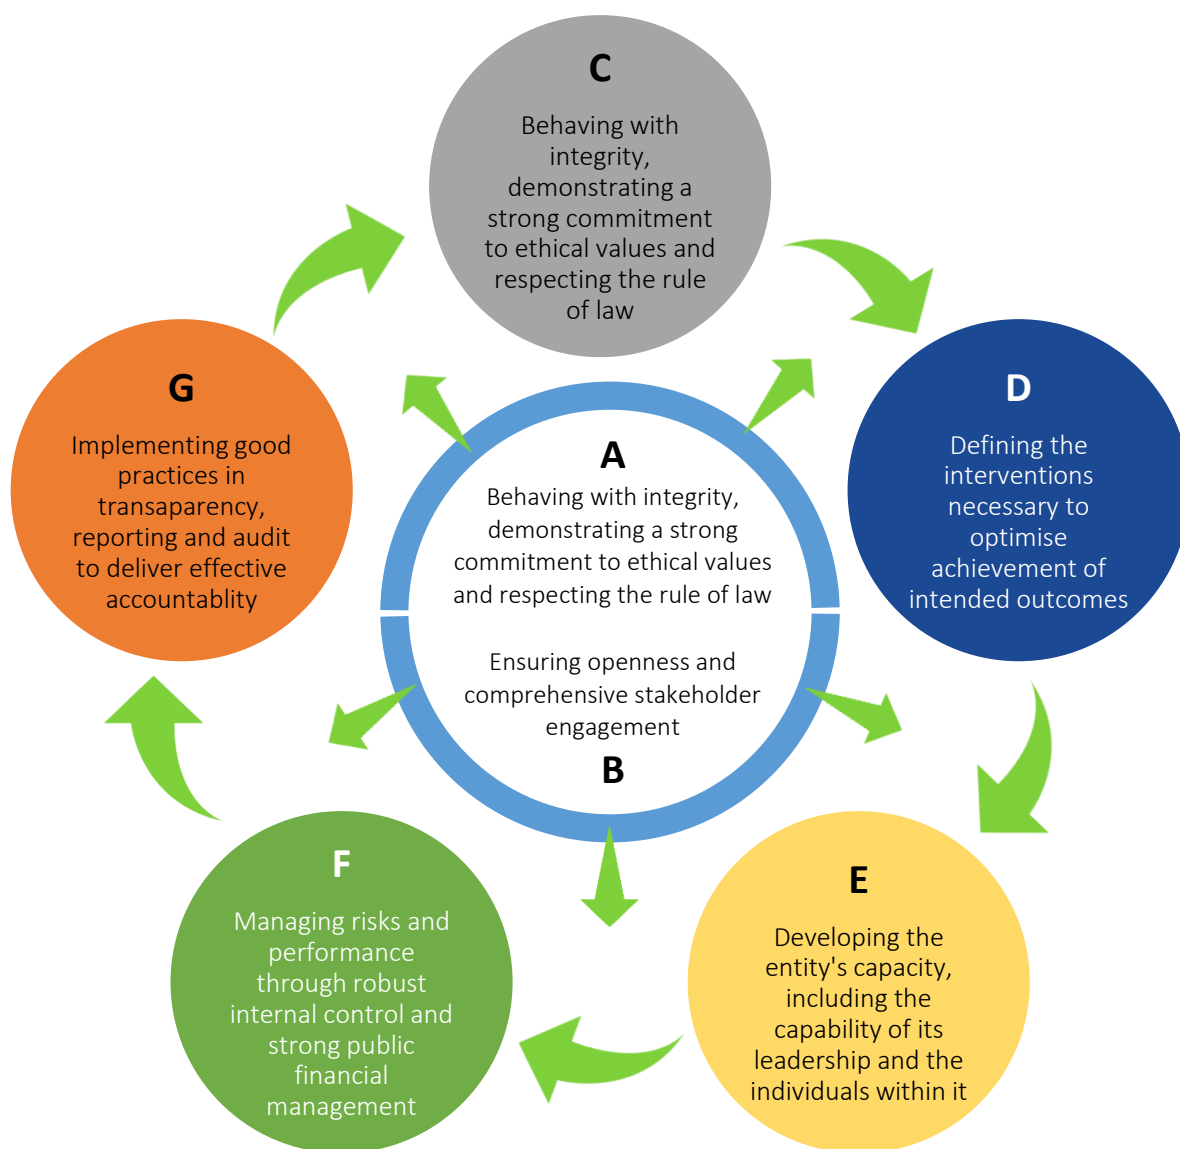 C
Behaving with
integrity,
demonstrating a
strong commitment
to ethical values and
respecting the rule
of law
G
Implementing good
practices in
transaparency,
reporting and audit
to deliver effective
accountablity
A
Behaving with integrity,
demonstrating a strong
commitment to ethical values
and respecting the rule of law
Ensuring openness and
comprehensive stakeholder
engagement
B
D
Defining the
interventions
necessary to
optimise
achievement of
intended outcomes
F
Managing risks and
performance
through robust
internal control and
strong public
financial
management
E
Developing the
entity's capacity,
including the
capability of its
leadership and the
individuals within it